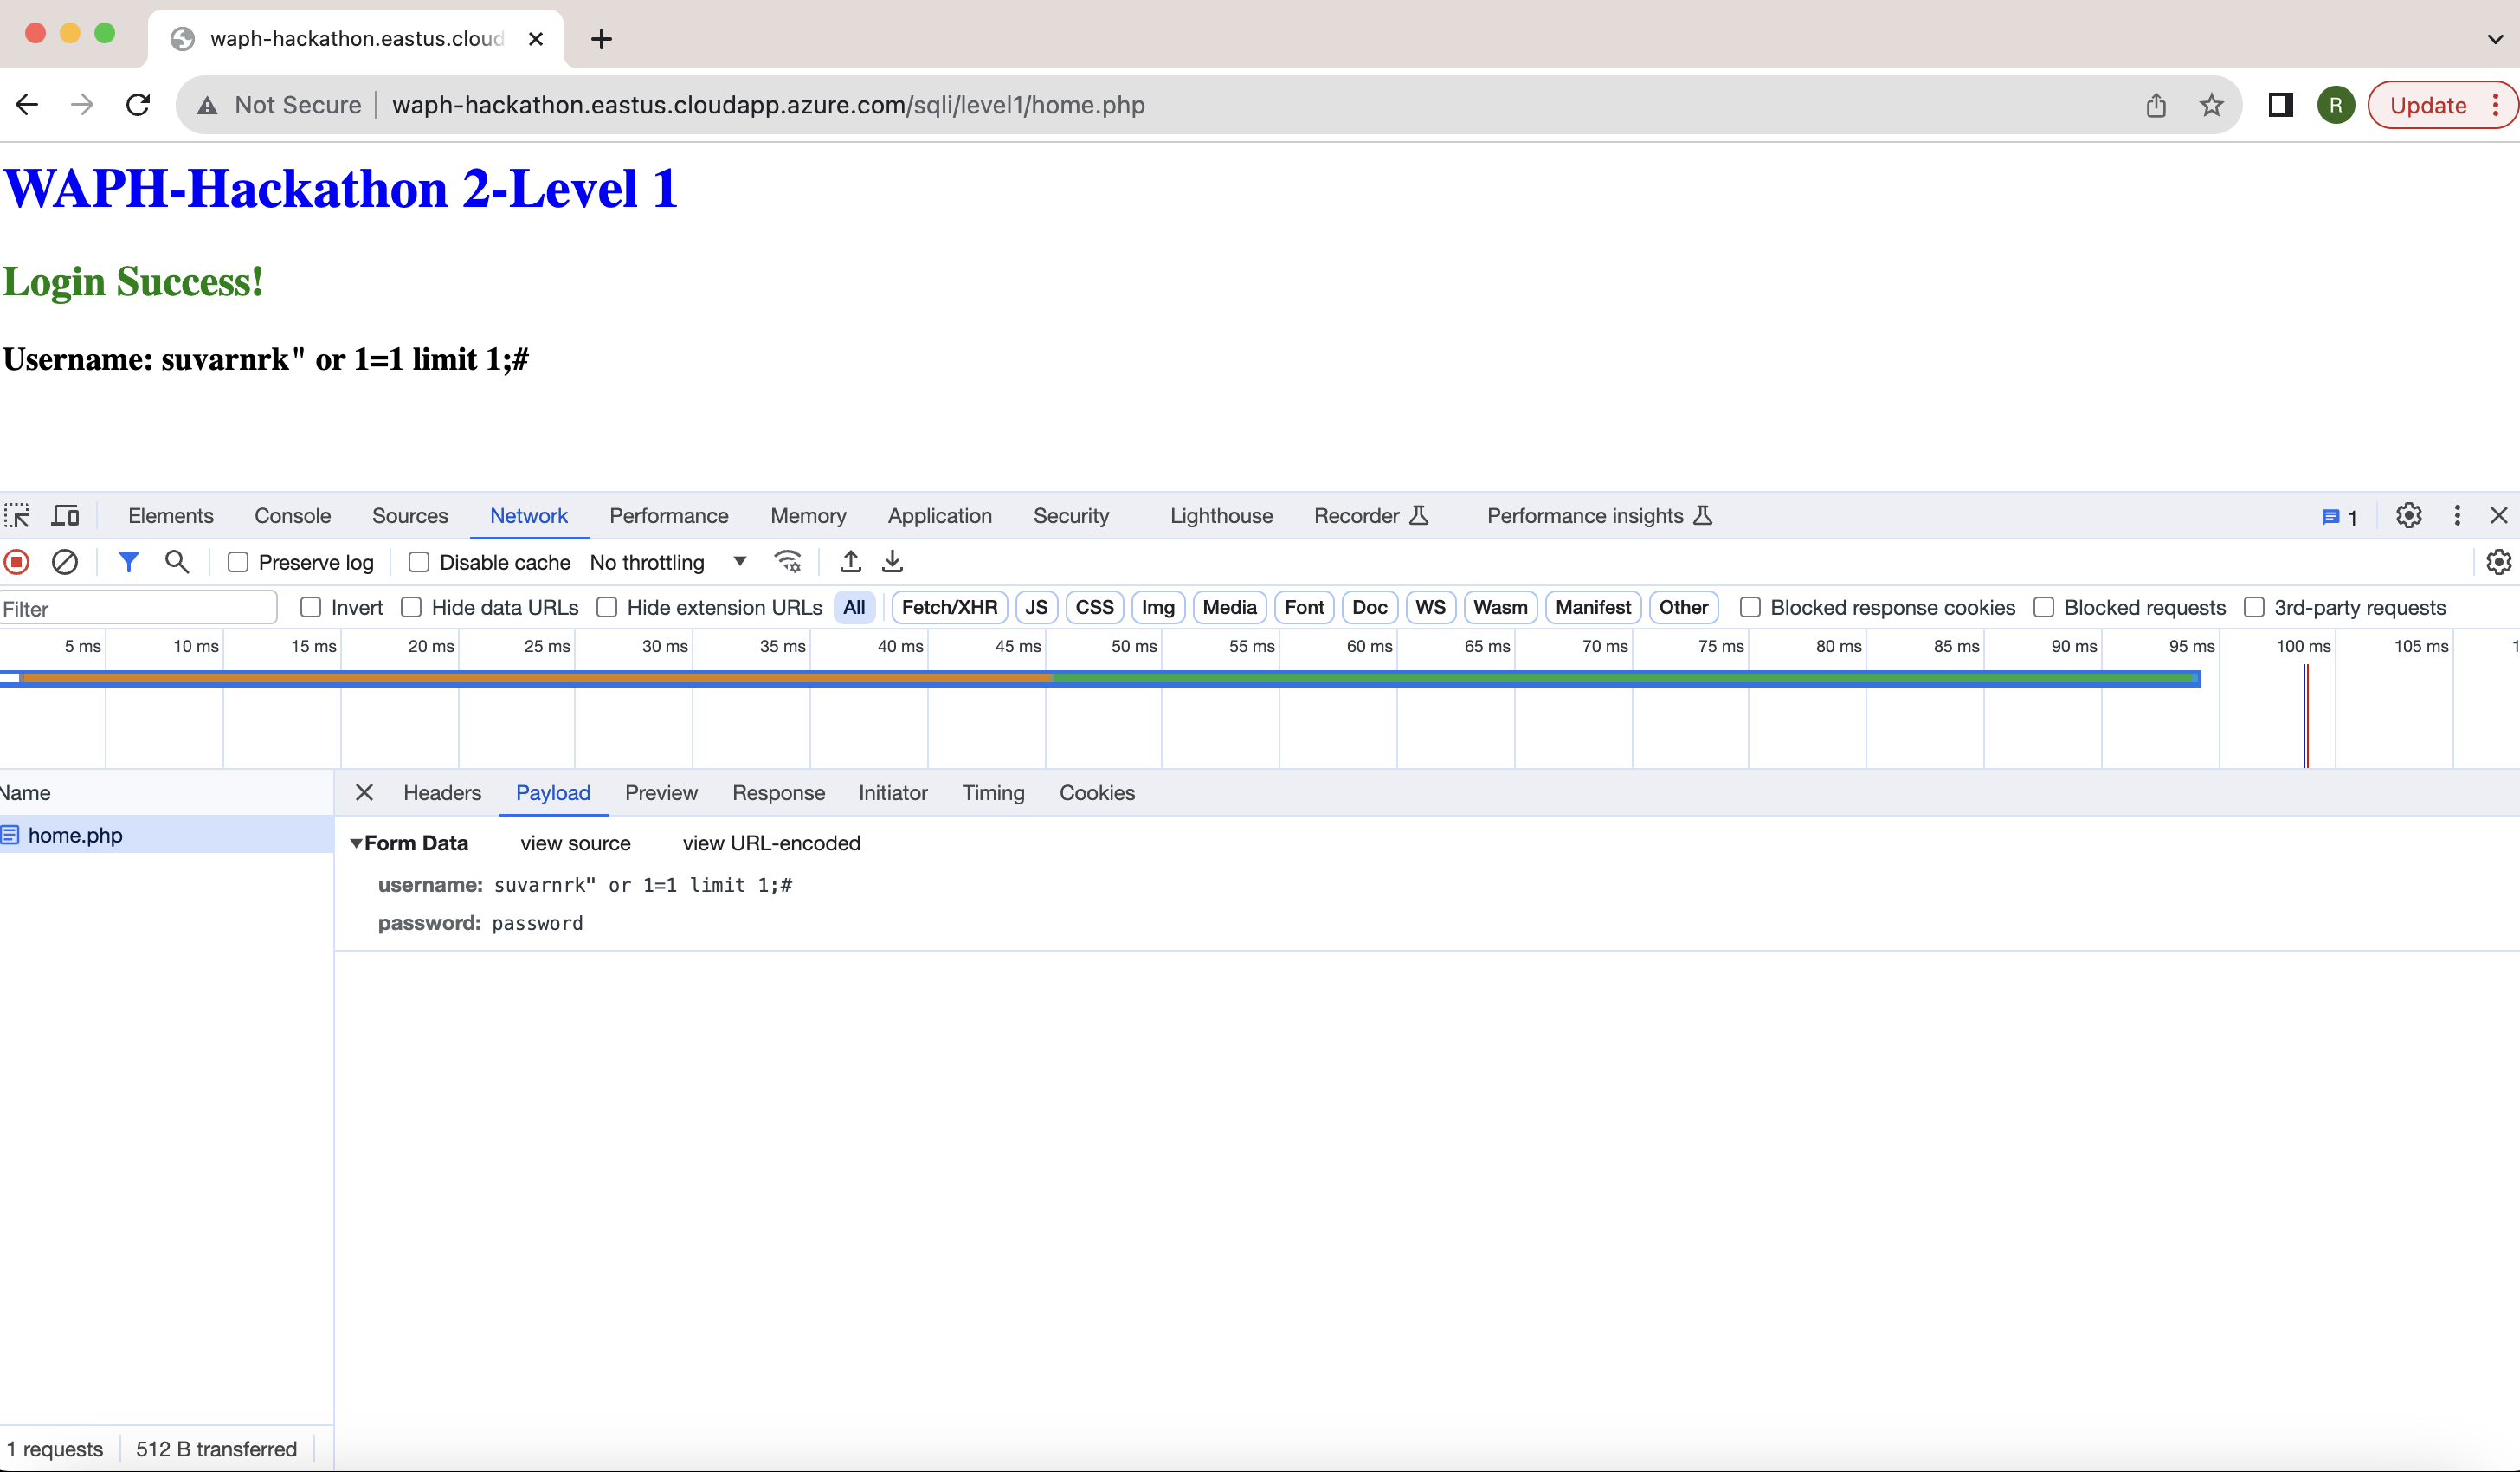 waph-hackathon.eastus.cloud
Not Secure waph-hackathon.eastus.cloudapp.azure.com/sqli/level1/home.php R Update
WAPH-Hackathon 2-Level 1
Login Success!
Username: suvarnrk" or 1=1 limit 1;#
Elements Console Sources Network Performance Memory Application Security Lighthouse Recorder Performance insights 1
Preserve log Disable cache No throttling
Filter Invert Hide data URLs Hide extension URLs All Fetch/XHR JS CSS Img Media Font Doc WS Wasm Manifest Other Blocked response cookies Blocked requests 3rd-party requests
5 ms 10 ms 15 ms 20 ms 25 ms 30 ms 35 ms 40 ms 45 ms 50 ms 55 ms 60 ms 65 ms 70 ms 75 ms 80 ms 85 ms 90 ms 95 ms 100 ms 105 ms 1
Name Headers Payload Preview Response Initiator Timing Cookies
home.php Form Data view source view URL-encoded
username: suvarnrk" or 1=1 limit 1;#
password: password
1 requests 512 B transferred